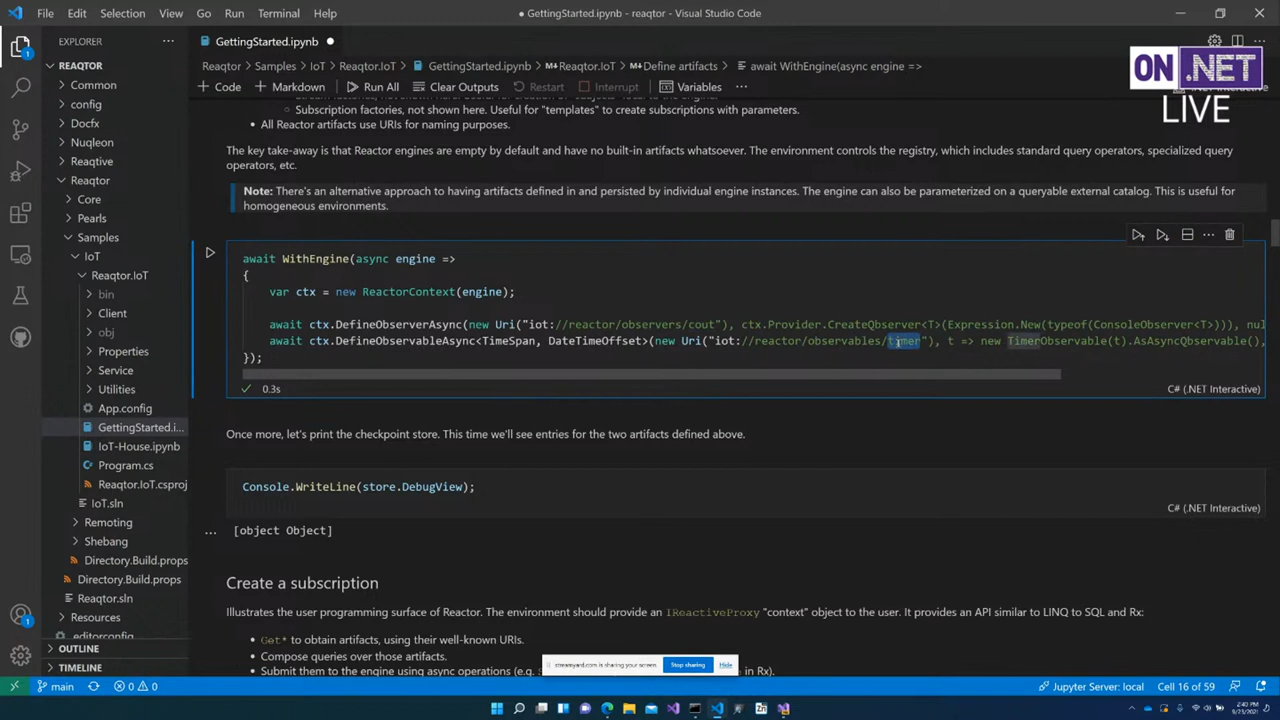 File Edit Selection View Go Run Terminal Help
● GettingStarted.ipynb - reaqtor - Visual Studio Code
EXPLORER
GettingStarted.ipynb
REAQTOR
Reaqtor > Samples > IoT > Reaqtor.IoT > GettingStarted.ipynb > Reaqtor.IoT > Define artifacts > await WithEngine(async engine =>
ON .NET
LIVE
+ Code + Markdown Run All Clear Outputs Restart Interrupt Variables ...
Common
config
Docfx
Nuqleon
Reaqtive
Reaqtor
Core
Pearls
Samples
IoT
Reaqtor.IoT
bin
Client
obj
Properties
Service
Utilities
App.config
GettingStarted.i...
IoT-House.ipynb
Program.cs
Reaqtor.IoT.csproj
IoT.sln
Remoting
Shebang
Directory.Build.props
Directory.Build.props
Reaqtor.sln
Resources
.editorconfig
OUTLINE
TIMELINE
Subscription factories, not shown here. Useful for "templates" to create subscriptions with parameters.
All Reactor artifacts use URIs for naming purposes.
The key take-away is that Reactor engines are empty by default and have no built-in artifacts whatsoever. The environment controls the registry, which includes standard query operators, specialized query
operators, etc.
Note: There's an alternative approach to having artifacts defined in and persisted by individual engine instances. The engine can also be parameterized on a queryable external catalog. This is useful for
homogeneous environments.
await WithEngine(async engine =>
{
var ctx = new ReactorContext(engine);
await ctx.DefineObserverAsync(new Uri("iot://reactor/observers/cout"), ctx.Provider.CreateQbserver<T>(Expression.New(typeof(ConsoleObserver<T>))), nul
await ctx.DefineObservableAsync<TimeSpan, DateTimeOffset>(new Uri("iot://reactor/observables/timer"), t => new TimerObservable(t).AsAsyncQbservable(),
});
0.3s
C# (.NET Interactive)
Once more, let's print the checkpoint store. This time we'll see entries for the two artifacts defined above.
Console.WriteLine(store.DebugView);
C# (.NET Interactive)
... [object Object]
Create a subscription
Illustrates the user programming surface of Reactor. The environment should provide an IReactiveProxy "context" object to the user. It provides an API similar to LINQ to SQL and Rx:
Get* to obtain artifacts, using their well-known URIs.
Compose queries over those artifacts.
Submit them to the engine using async operations (e.g.
in Rx).
streamyard.com is sharing your screen. Stop sharing Hide
main 0 0 Jupyter Server: local Cell 16 of 59
2:40 PM
9/23/2021